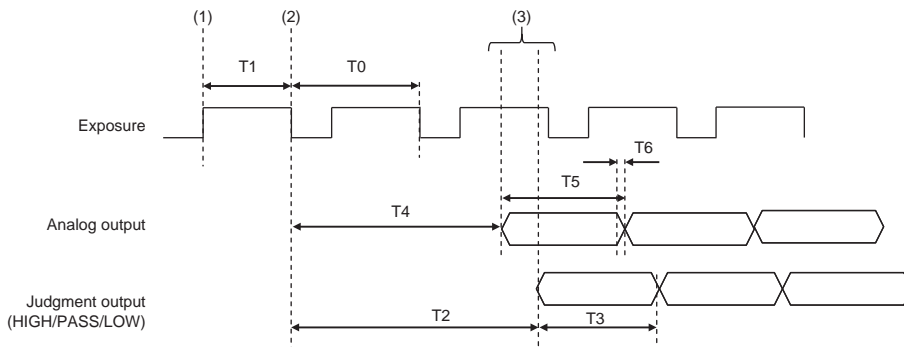 (1)
(2)
(3)
T1
T0
Exposure
T6
T5
T4
Analog output
Judgment output
(HIGH/PASS/LOW)
T2
T3